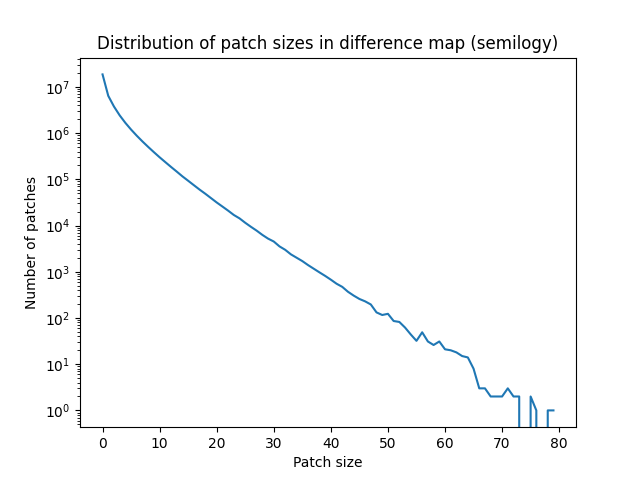 Distribution of patch sizes in difference map (semilogy)
Number of patches
10⁷
10⁶
10⁵
10⁴
10³
10²
10¹
10⁰
0 10 20 30 40 50 60 70 80
Patch size